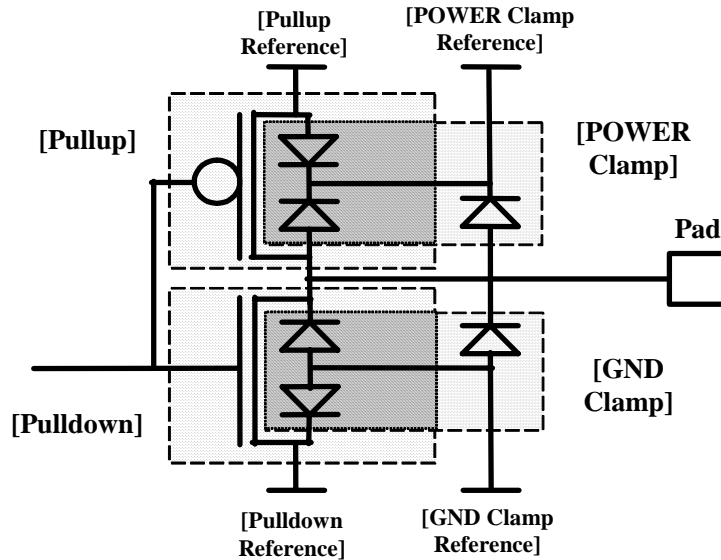 [Pullup
Reference]
[POWER Clamp
Reference]
[Pullup]
[POWER
Clamp]
Pad
[GND
Clamp]
[Pulldown]
[Pulldown
Reference]
[GND Clamp
Reference]